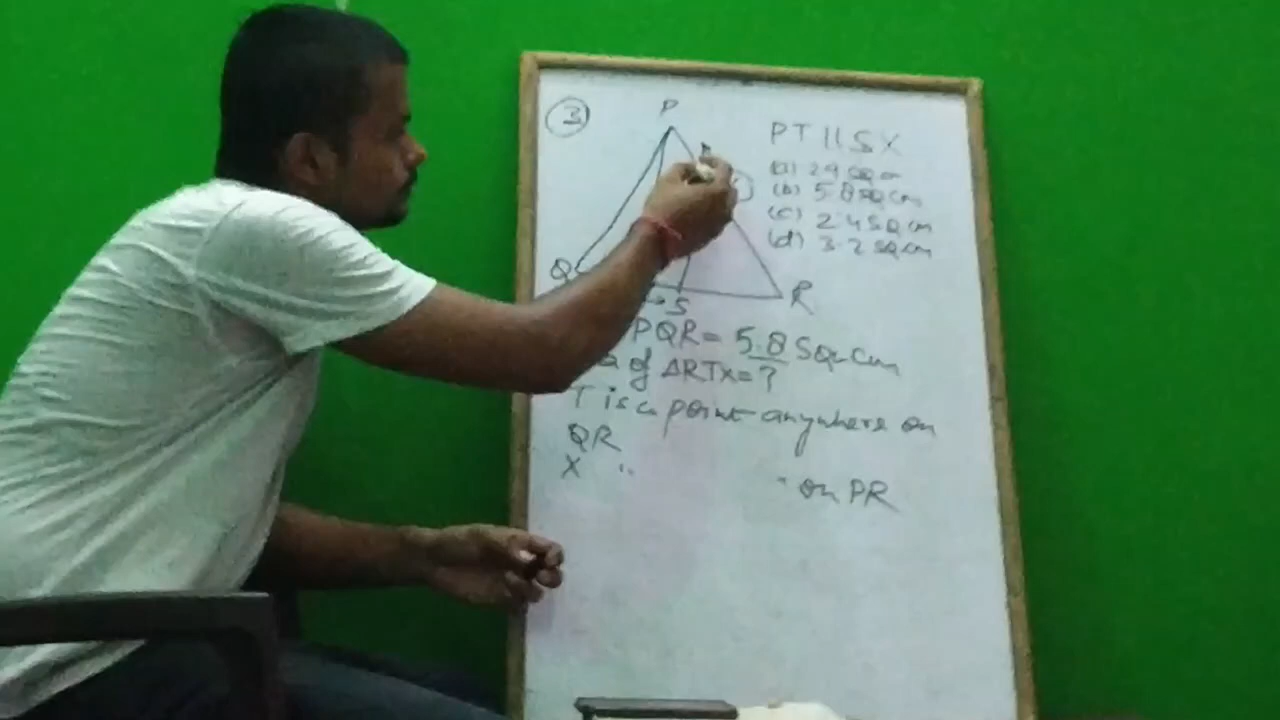 3
P
PT || SX
(a) 2.9 sq cm
(b) 5.8 sq cm
(c) 2.4 sq cm
(d) 3.2 sq cm
Q
S
R
PQR = 5.8 Sq. Cm
of ΔRTX = ?
T is a point anywhere on
QR
X " " on PR